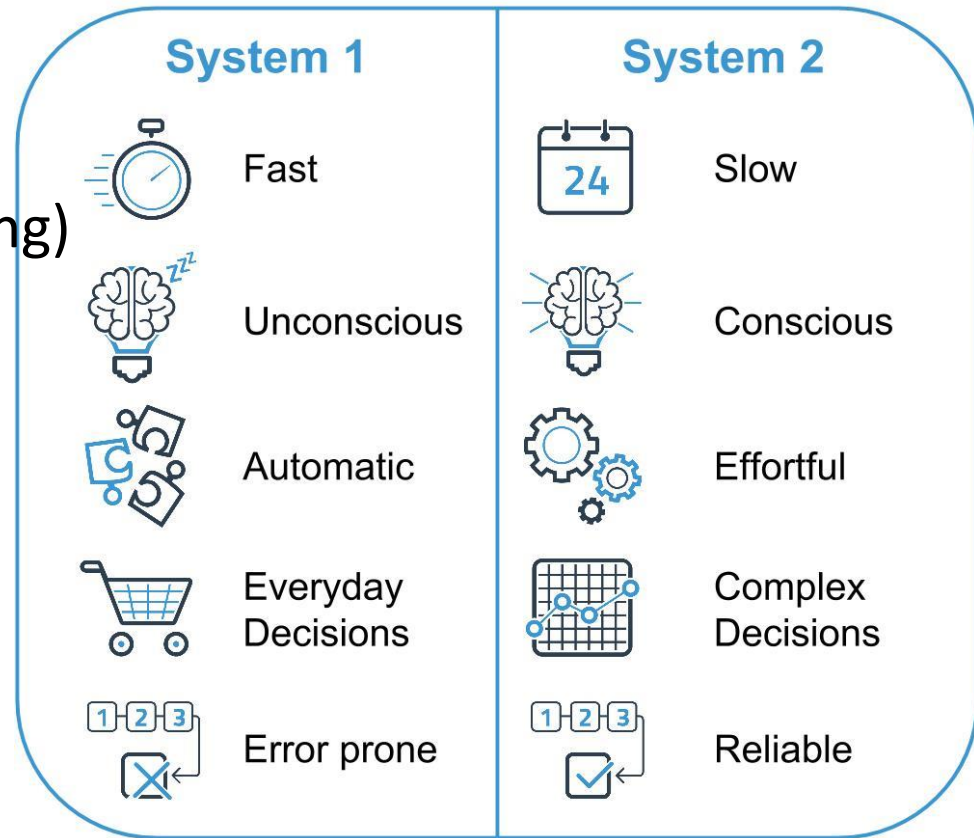 System 1
Fast
ng)
Unconscious
zzz
Automatic
Everyday
Decisions
1 2 3
Error prone
System 2
24
Slow
Conscious
Effortful
Complex
Decisions
1 2 3
Reliable